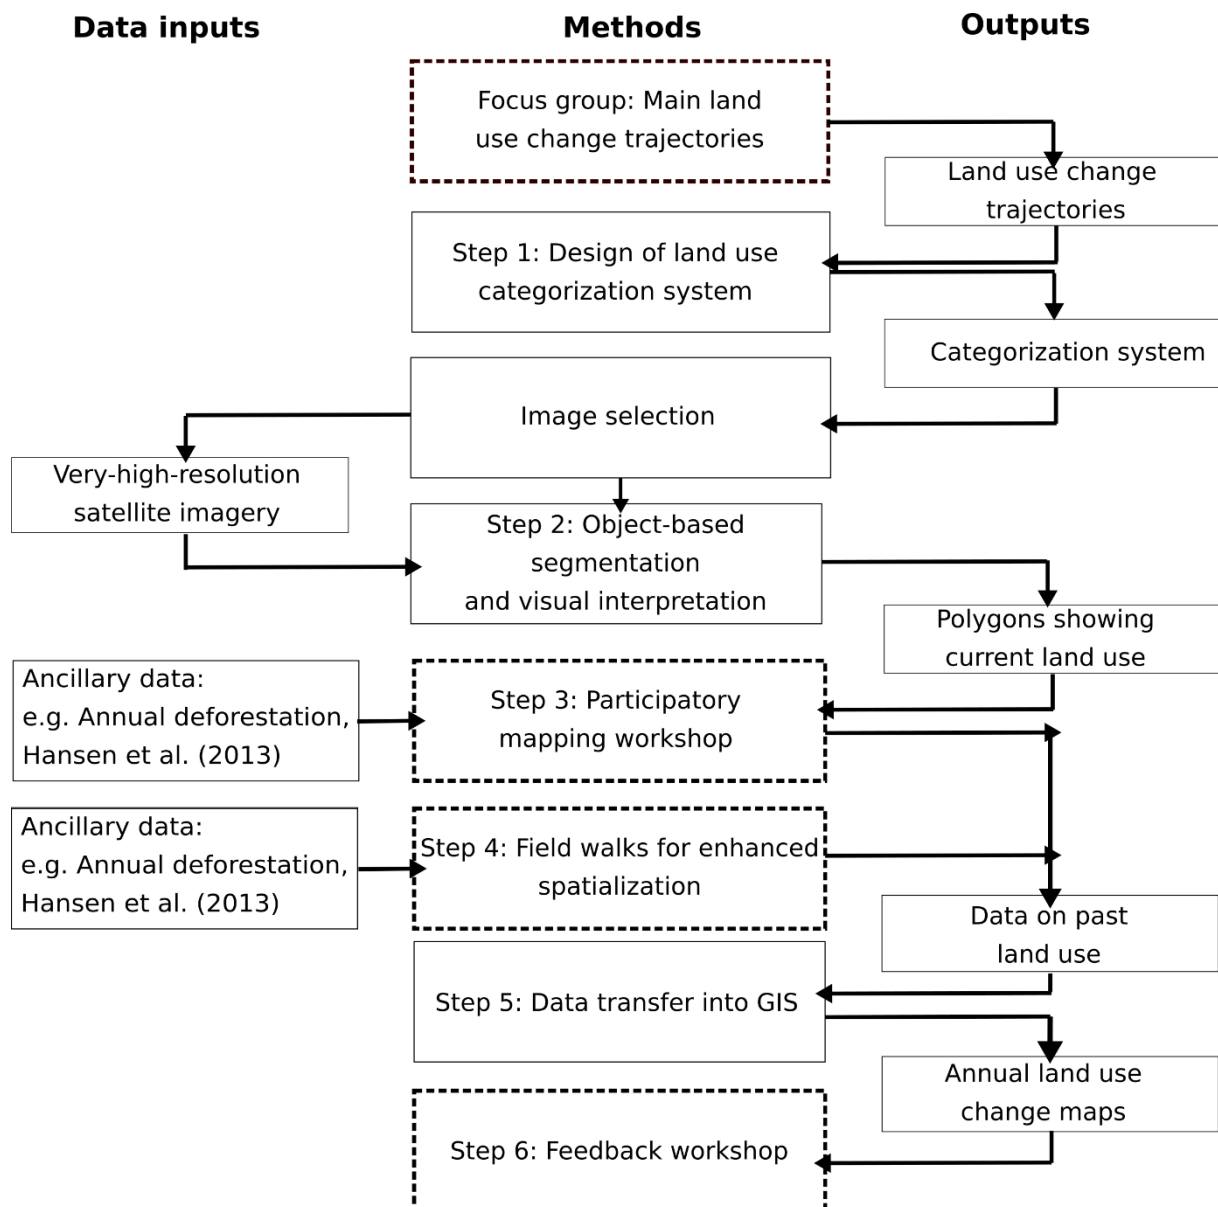 Data inputs
Methods
Outputs
Focus group: Main land
use change trajectories
Land use change
trajectories
Step 1: Design of land use
categorization system
Categorization system
Image selection
Very-high-resolution
satellite imagery
Step 2: Object-based
segmentation
and visual interpretation
Polygons showing
current land use
Ancillary data:
e.g. Annual deforestation,
Hansen et al. (2013)
Step 3: Participatory
mapping workshop
Ancillary data:
e.g. Annual deforestation,
Hansen et al. (2013)
Step 4: Field walks for enhanced
spatialization
Data on past
land use
Step 5: Data transfer into GIS
Annual land use
change maps
Step 6: Feedback workshop